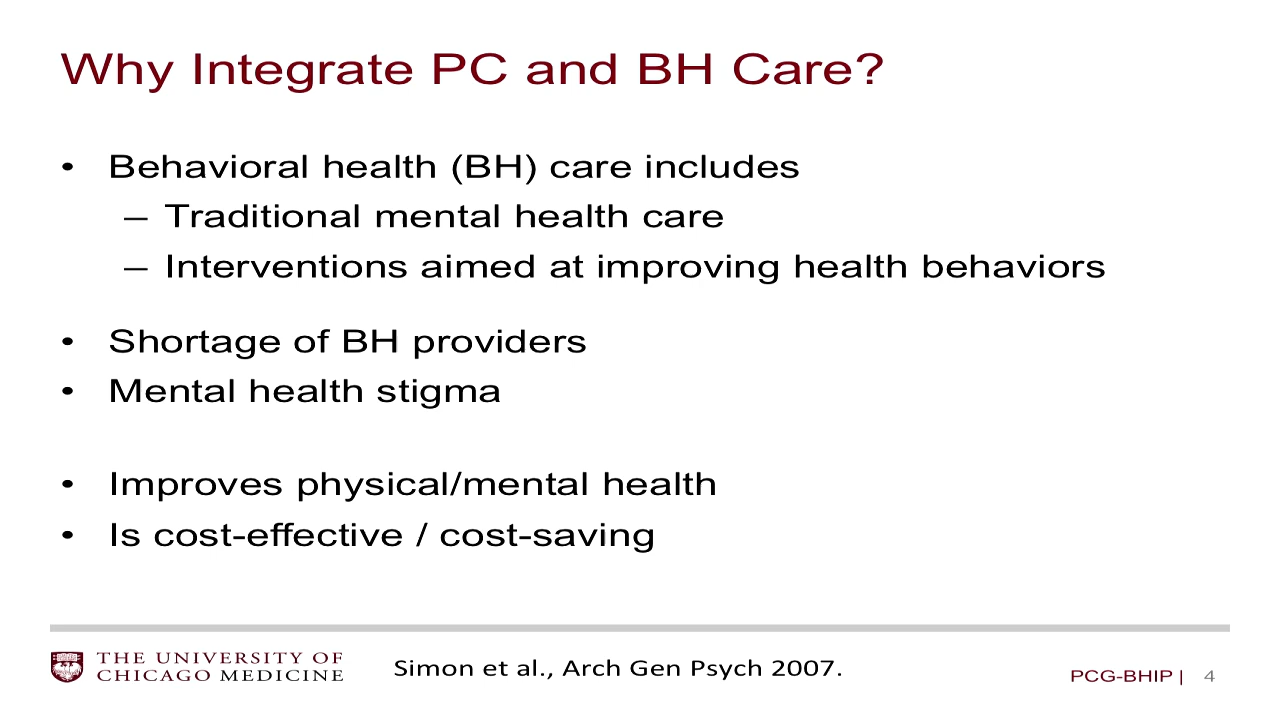 Why Integrate PC and BH Care?
• Behavioral health (BH) care includes
– Traditional mental health care
– Interventions aimed at improving health behaviors
• Shortage of BH providers
• Mental health stigma
• Improves physical/mental health
• Is cost-effective / cost-saving
THE UNIVERSITY OF
CHICAGO MEDICINE
Simon et al., Arch Gen Psych 2007.
PCG-BHIP | 4